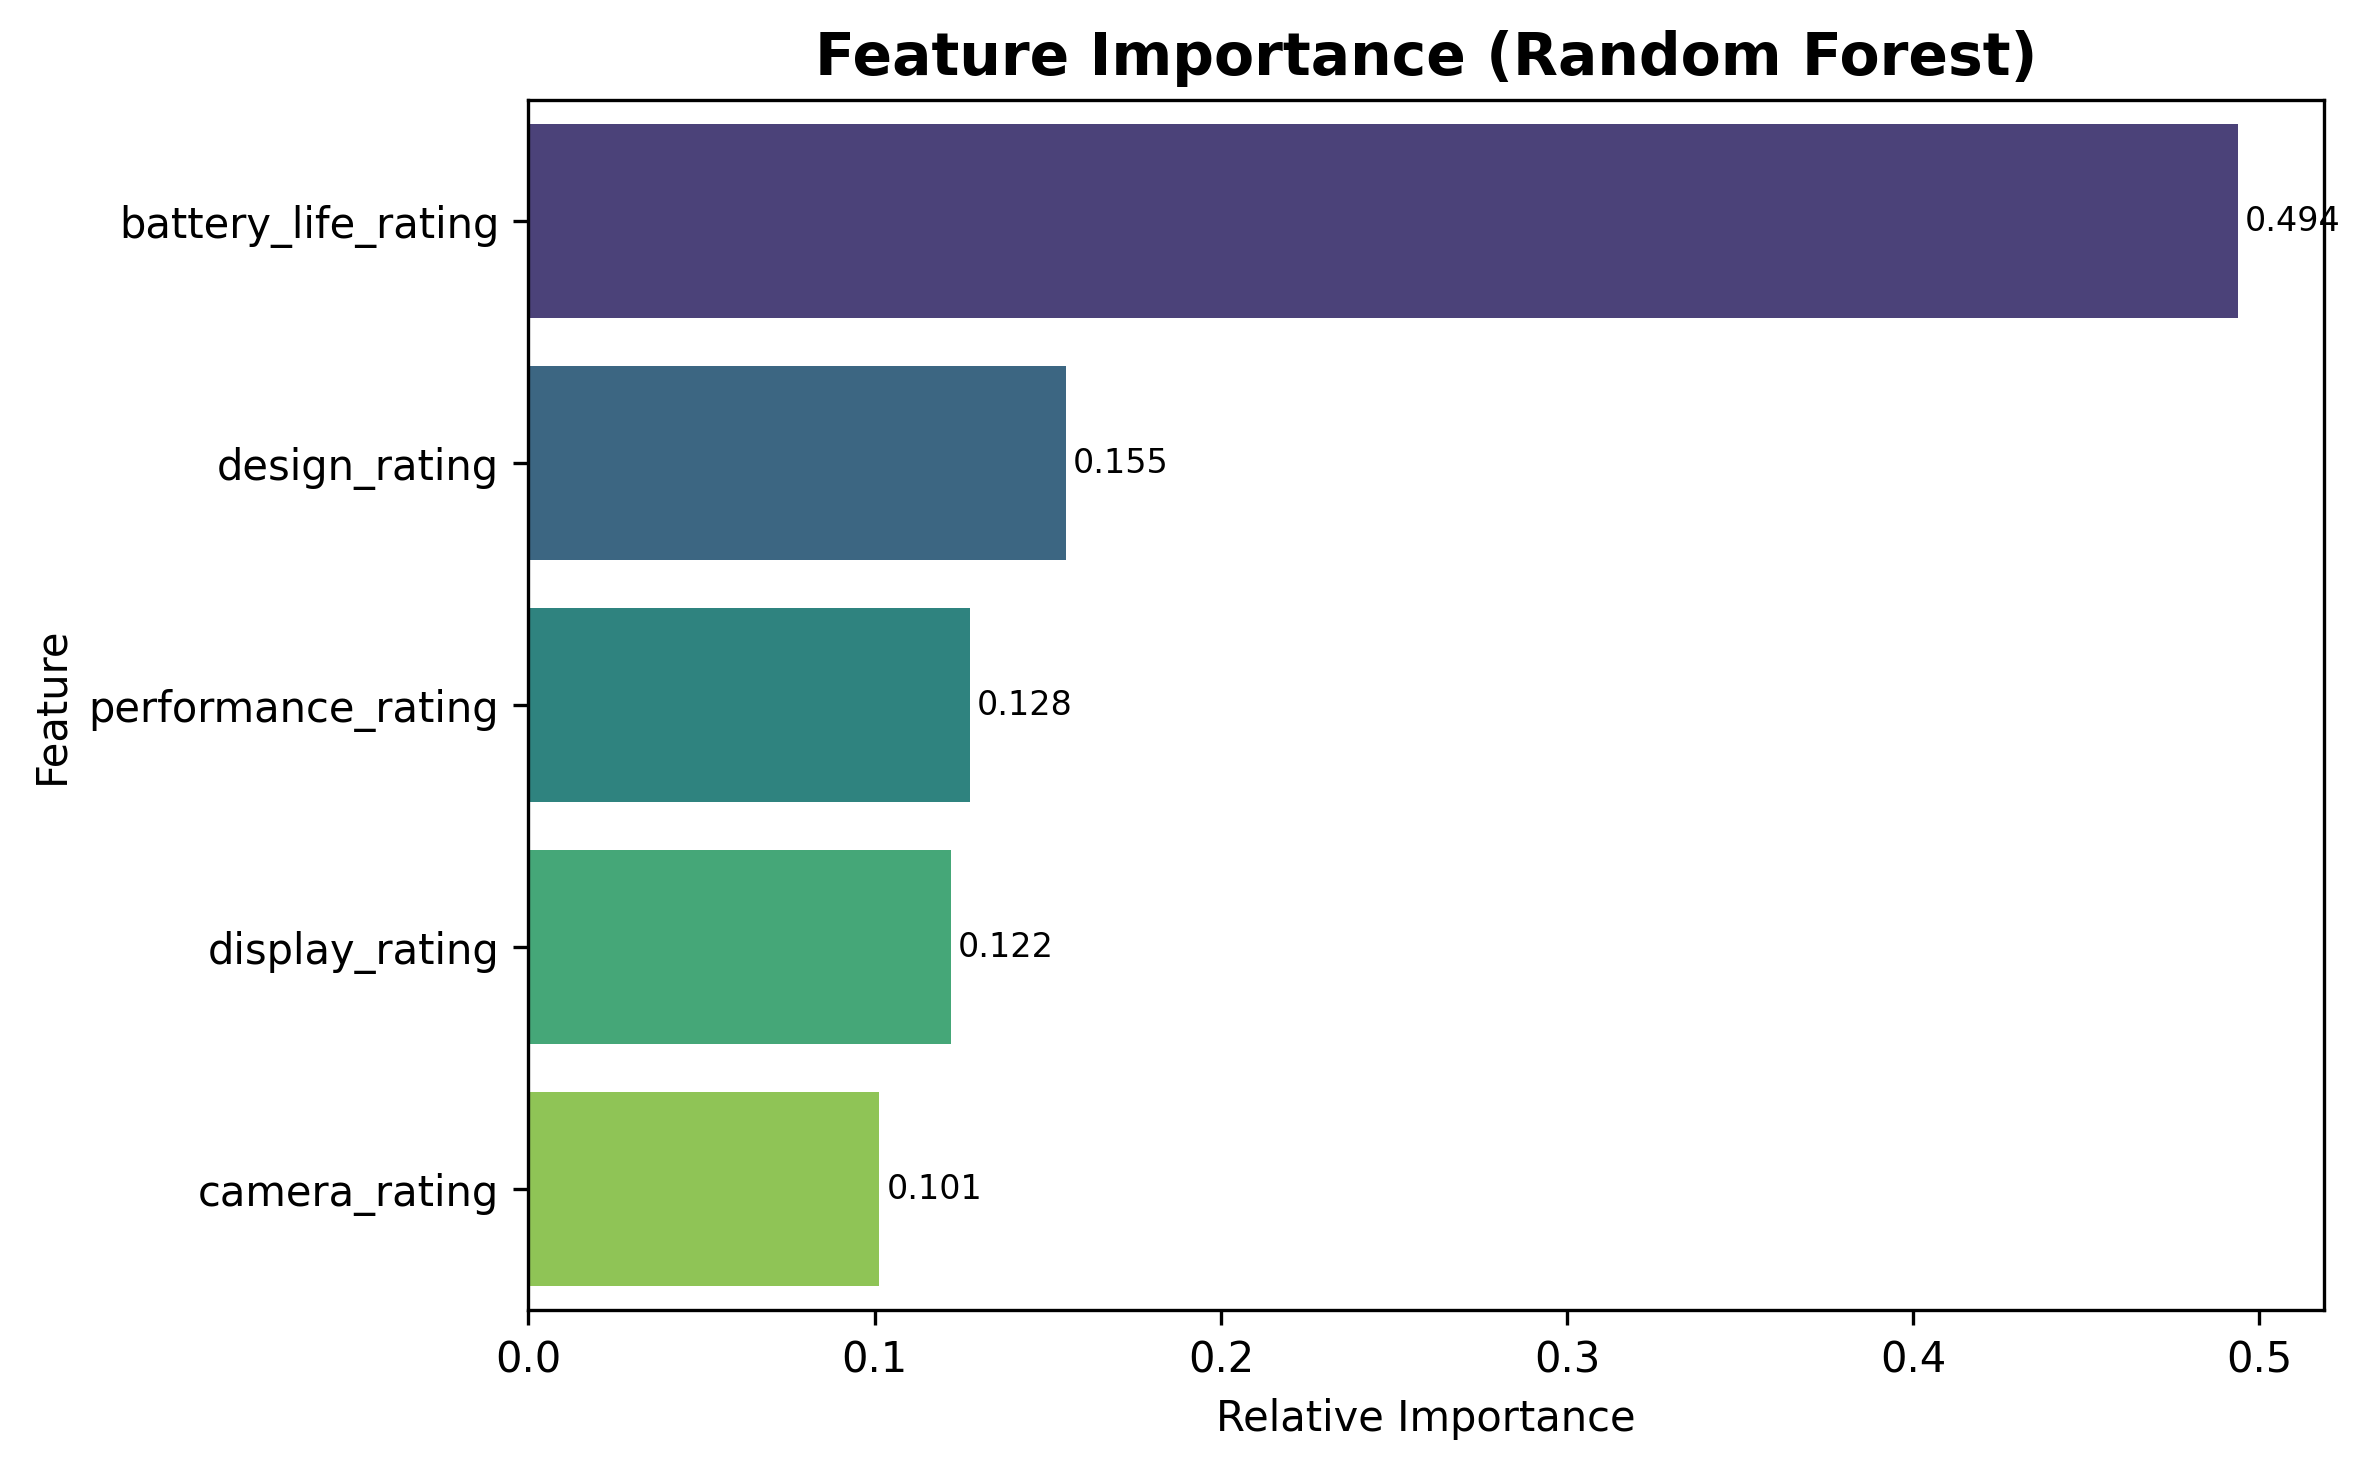 Feature Importance (Random Forest)
battery_life_rating
0.494
design_rating
0.155
performance_rating
0.128
display_rating
0.122
camera_rating
0.101
Feature
0.0 0.1 0.2 0.3 0.4 0.5
Relative Importance